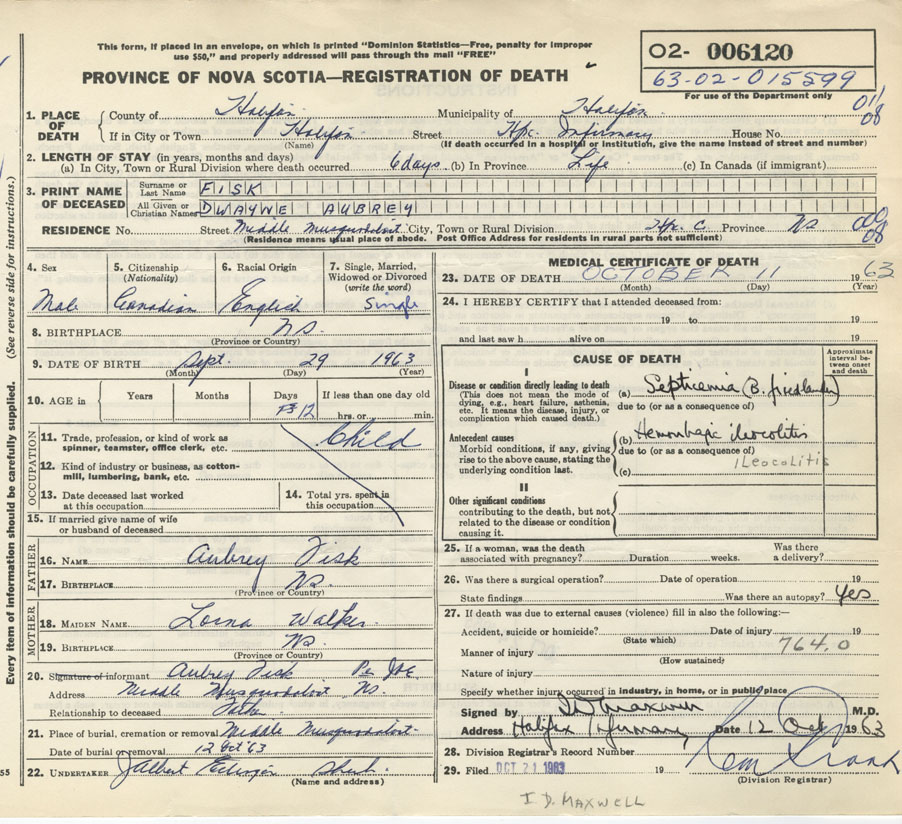 This form, if placed in an envelope, on which is printed "Dominion Statistics—Free, penalty for improper
use $50," and properly addressed will pass through the mail "FREE"
PROVINCE OF NOVA SCOTIA—REGISTRATION OF DEATH
02- 006120
63-02-015599
For use of the Department only
011
08
1. PLACE OF DEATH County of Halifax Municipality of Halifax
If in City or Town Halifax Street Hfx. Infirmary House No.
(Name) (If death occurred in a hospital or institution, give the name instead of street and number)
2. LENGTH OF STAY (in years, months and days)
(a) In City, Town or Rural Division where death occurred 6 days (b) In Province Life (c) In Canada (if immigrant)
3. PRINT NAME OF DECEASED Surname or Last Name FISK
All Given or Christian Names DWAYNE AUBREY
RESIDENCE No. Street Middle Musquodoboit City, Town or Rural Division Hfx. C Province NS
08
(Residence means usual place of abode. Post Office Address for residents in rural parts not sufficient)
4. Sex 5. Citizenship (Nationality) 6. Racial Origin 7. Single, Married, Widowed or Divorced (write the word)
Male Canadian English Single
8. BIRTHPLACE NS.
(Province or Country)
9. DATE OF BIRTH Sept. 29 1963
(Month) (Day) (Year)
10. AGE in Years Months Days 12 If less than one day old
hrs. or min.
OCCUPATION
11. Trade, profession, or kind of work as
spinner, teamster, office clerk, etc. Child
12. Kind of industry or business, as cotton-
mill, lumbering, bank, etc.
13. Date deceased last worked
at this occupation
14. Total yrs. spent in
this occupation
15. If married give name of wife
or husband of deceased
FATHER
16. NAME Aubrey Fisk
17. BIRTHPLACE NS
(Province or Country)
MOTHER
18. MAIDEN NAME Lorna Walker
19. BIRTHPLACE NS
(Province or Country)
20. Signature of informant Aubrey Fisk Per
Address Middle Musquodoboit NS.
Relationship to deceased Father
21. Place of burial, cremation or removal Middle Musquodoboit
Date of burial or removal 12 Oct '63
22. UNDERTAKER
(Name and address)
MEDICAL CERTIFICATE OF DEATH
23. DATE OF DEATH OCTOBER 11 1963
(Month) (Day) (Year)
24. I HEREBY CERTIFY that I attended deceased from:
19 to 19
and last saw h alive on 19
CAUSE OF DEATH
Approximate interval between onset and death
I
Disease or condition directly leading to death
(This does not mean the mode of
dying, e.g., heart failure, asthenia,
etc. It means the disease, injury, or
complication which caused death.)
(a) Septicemia (B. friedlander)
due to (or as a consequence of)
Antecedent causes
Morbid conditions, if any, giving
rise to the above cause, stating the
underlying condition last.
(b) Hemorrhagic ileocolitis
due to (or as a consequence of)
(c) ILEOCOLITIS
II
Other significant conditions
contributing to the death, but not
related to the disease or condition
causing it.
25. If a woman, was the death
associated with pregnancy? Duration weeks. Was there
a delivery?
26. Was there a surgical operation? Date of operation 19
State findings Was there an autopsy? Yes
27. If death was due to external causes (violence) fill in also the following:—
Accident, suicide or homicide? Date of injury 19
(State which)
Manner of injury 764.0
(How sustained)
Nature of injury
Specify whether injury occurred in industry, in home, or in public place
Signed by ID Maxwell M.D.
Address Halifax Infirmary Date 12 Oct 1963
28. Division Registrar's Record Number
29. Filed OCT 21 1963 19
(Division Registrar)
I D. MAXWELL
Every item of information should be carefully supplied. (See reverse side for instructions.)
55